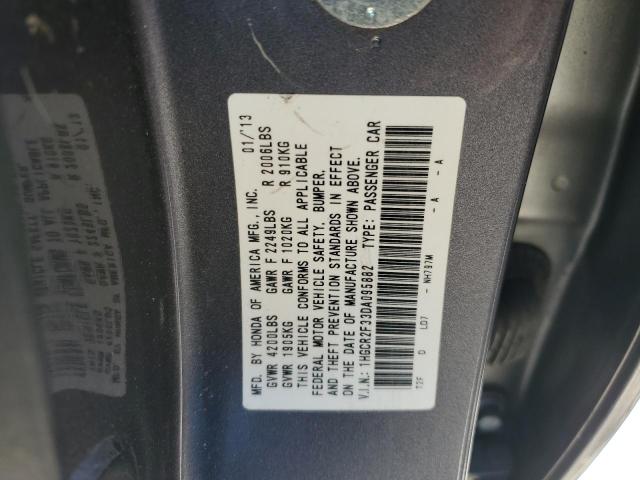 MFD. BY HONDA OF AMERICA MFG., INC. 01/13
GVWR 4200LBS GAWR F 2249LBS R 2006LBS
GVWR 1905KG GAWR F 1020KG R 910KG
THIS VEHICLE CONFORMS TO ALL APPLICABLE
FEDERAL MOTOR VEHICLE SAFETY, BUMPER,
AND THEFT PREVENTION STANDARDS IN EFFECT
ON THE DATE OF MANUFACTURE SHOWN ABOVE.
V.I.N.: 1HGCR2F33DA095882 TYPE: PASSENGER CAR
T2F D L07 NH797M - A - A